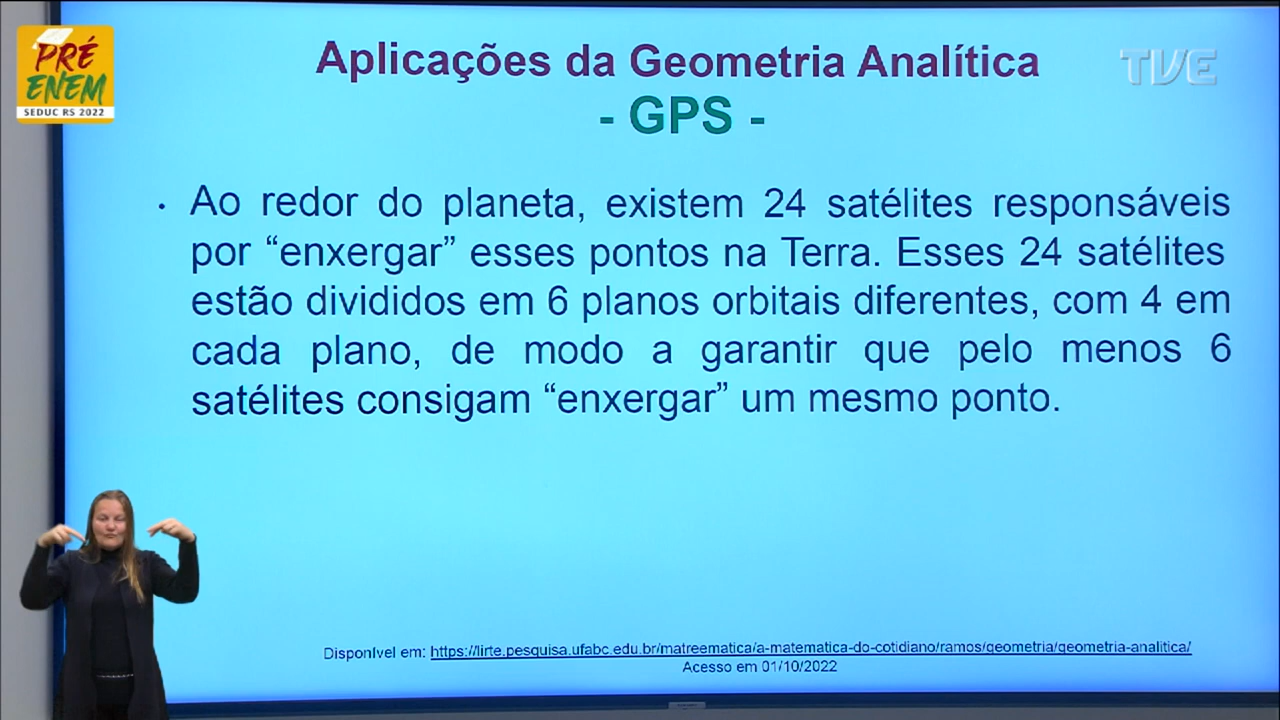 PRÉ
ENEM
SEDUC RS 2022
TVE
Aplicações da Geometria Analítica
- GPS -
• Ao redor do planeta, existem 24 satélites responsáveis
por “enxergar” esses pontos na Terra. Esses 24 satélites
estão divididos em 6 planos orbitais diferentes, com 4 em
cada plano, de modo a garantir que pelo menos 6
satélites consigam “enxergar” um mesmo ponto.
Disponível em: https://lirte.pesquisa.ufabc.edu.br/matreematica/a-matematica-do-cotidiano/ramos/geometria/geometria-analitica/
Acesso em 01/10/2022